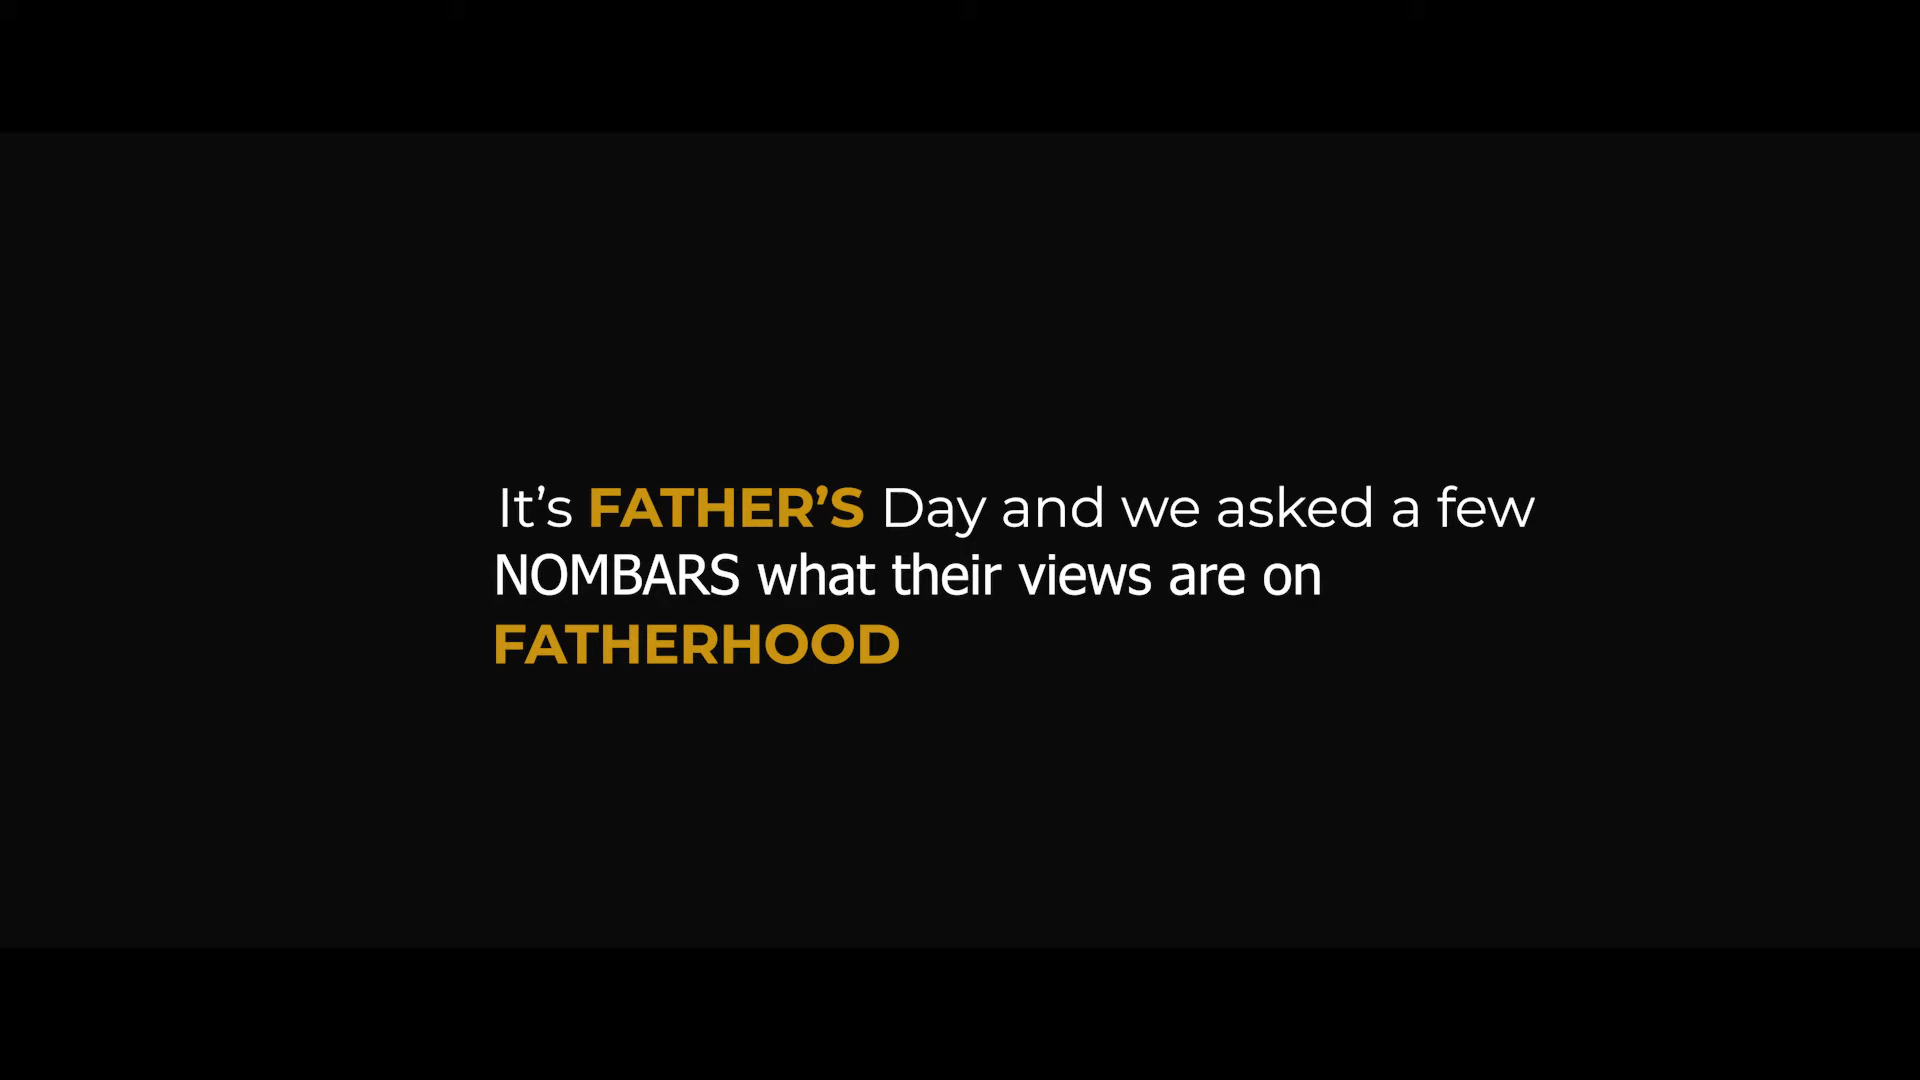 It’s FATHER’S Day and we asked a few
NOMBARS what their views are on
FATHERHOOD